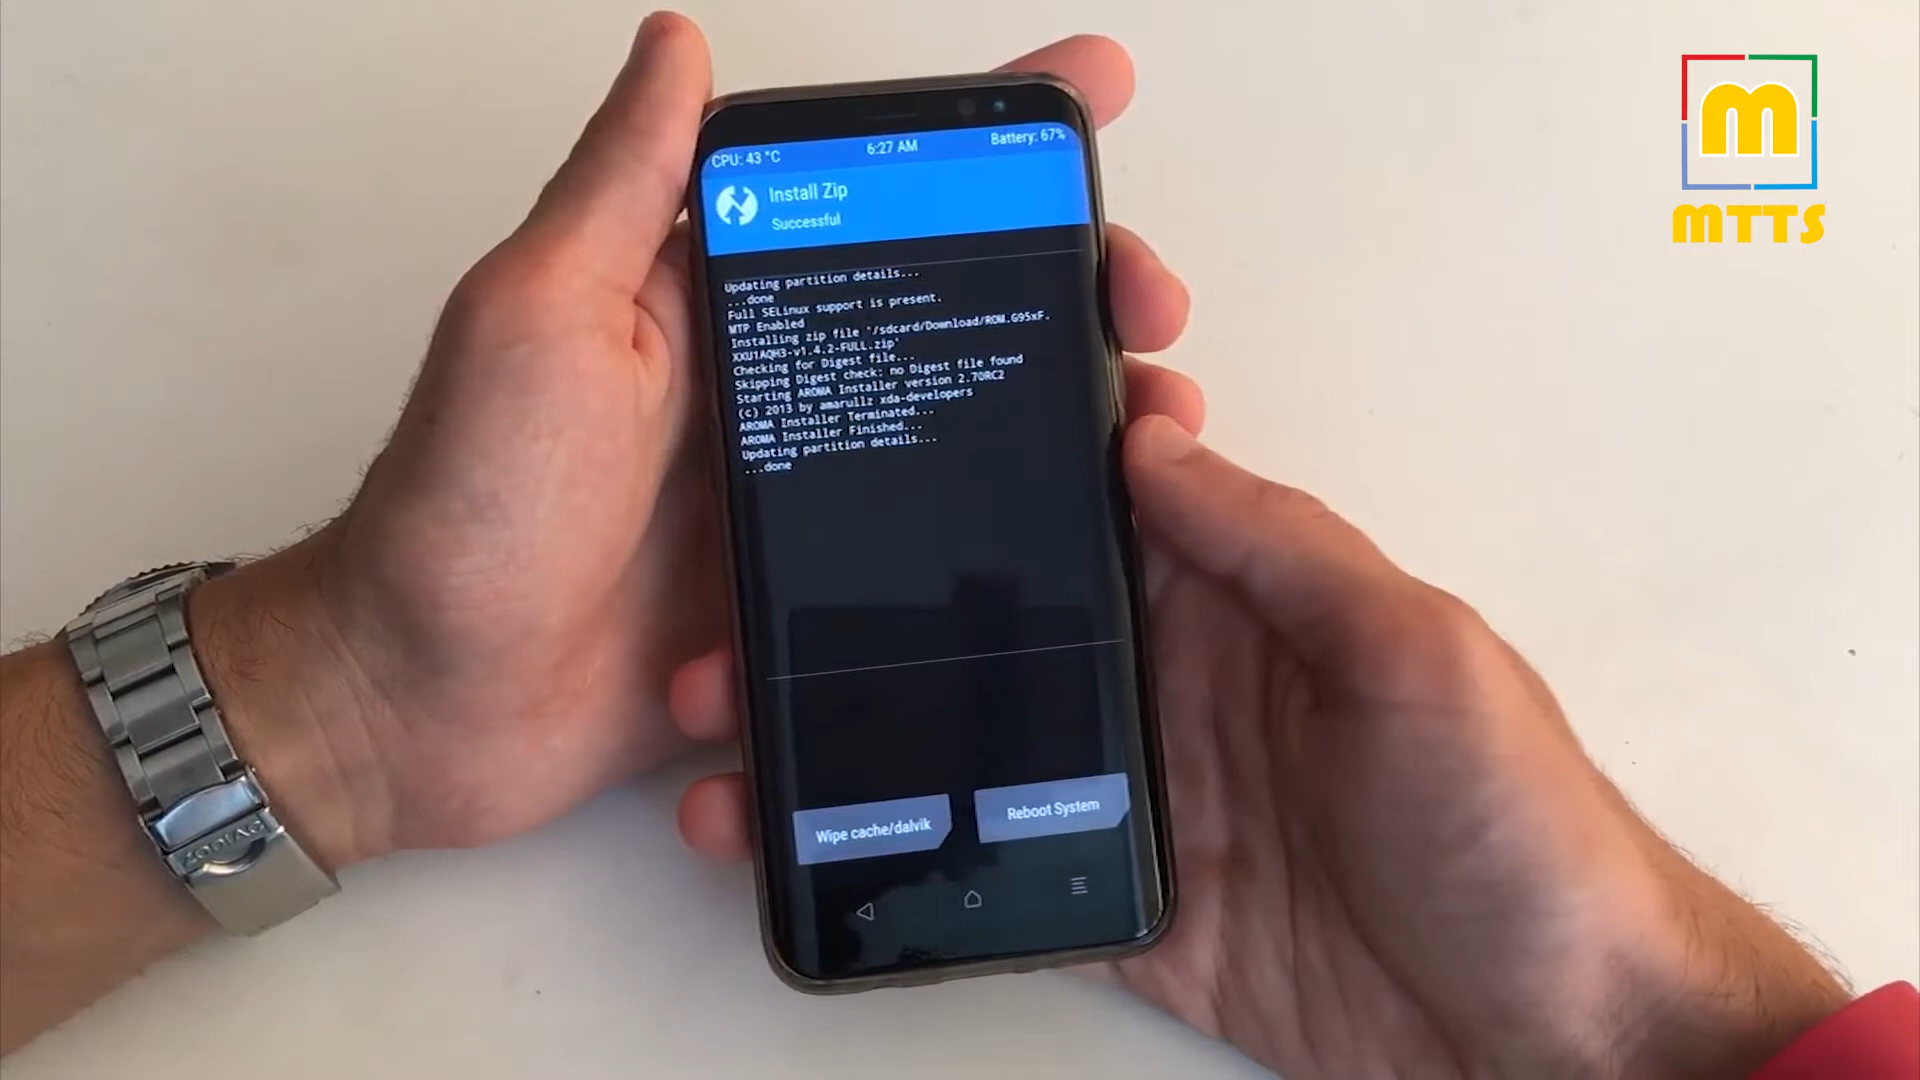 CPU: 43 °C
6:27 AM
Battery: 67%
Install Zip
Successful
Updating partition details...
...done
Full SELinux support is present.
MTP Enabled
Installing zip file '/sdcard/Download/ROM.G95xF.
XXU1AQH3-v1.4.2-FULL.zip'
Checking for Digest file...
Skipping Digest check: no Digest file found
Starting AROMA Installer version 2.70RC2
(c) 2013 by amarullz xda-developers
AROMA Installer Terminated...
AROMA Installer Finished...
Updating partition details...
...done
Wipe cache/dalvik
Reboot System
ZODIAC
m
MTTS